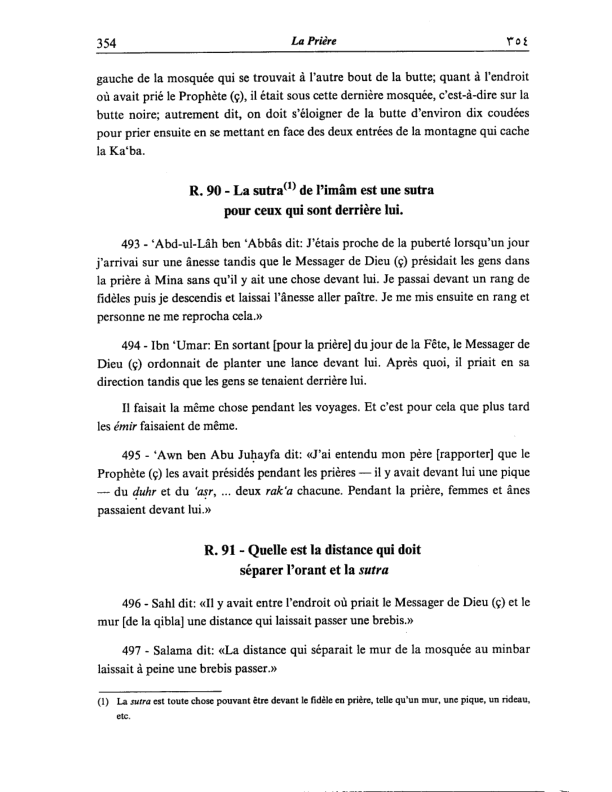 354 La Prière ٣٥٤
gauche de la mosquée qui se trouvait à l'autre bout de la butte; quant à l'endroit
où avait prié le Prophète (ç), il était sous cette dernière mosquée, c'est-à-dire sur la
butte noire; autrement dit, on doit s'éloigner de la butte d'environ dix coudées
pour prier ensuite en se mettant en face des deux entrées de la montagne qui cache
la Ka‘ba.
R. 90 - La sutra(1) de l'imâm est une sutra
pour ceux qui sont derrière lui.
493 - ‘Abd-ul-Lâh ben ‘Abbâs dit: J'étais proche de la puberté lorsqu'un jour
j'arrivai sur une ânesse tandis que le Messager de Dieu (ç) présidait les gens dans
la prière à Mina sans qu'il y ait une chose devant lui. Je passai devant un rang de
fidèles puis je descendis et laissai l'ânesse aller paître. Je me mis ensuite en rang et
personne ne me reprocha cela.»
494 - Ibn ‘Umar: En sortant [pour la prière] du jour de la Fête, le Messager de
Dieu (ç) ordonnait de planter une lance devant lui. Après quoi, il priait en sa
direction tandis que les gens se tenaient derrière lui.
Il faisait la même chose pendant les voyages. Et c'est pour cela que plus tard
les émir faisaient de même.
495 - ‘Awn ben Abu Juḥayfa dit: «J'ai entendu mon père [rapporter] que le
Prophète (ç) les avait présidés pendant les prières — il y avait devant lui une pique
— du ḍuhr et du ‘aṣr, ... deux rak‘a chacune. Pendant la prière, femmes et ânes
passaient devant lui.»
R. 91 - Quelle est la distance qui doit
séparer l'orant et la sutra
496 - Sahl dit: «Il y avait entre l'endroit où priait le Messager de Dieu (ç) et le
mur [de la qibla] une distance qui laissait passer une brebis.»
497 - Salama dit: «La distance qui séparait le mur de la mosquée au minbar
laissait à peine une brebis passer.»
(1) La sutra est toute chose pouvant être devant le fidèle en prière, telle qu'un mur, une pique, un rideau,
etc.